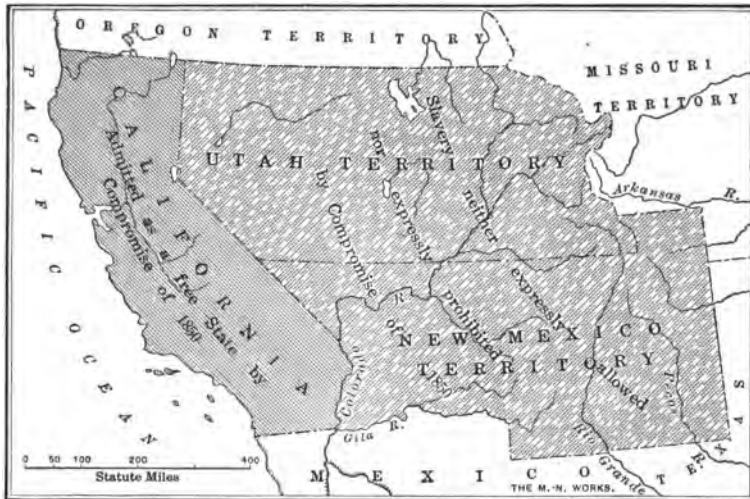 OREGON TERRITORY
MISSOURI
TERRITORY
PACIFIC OCEAN
CALIFORNIA
Admitted as a free State by
Compromise of 1850
UTAH TERRITORY
Slavery neither expressly allowed
nor expressly prohibited
by Compromise of 1850
Arkansas R.
NEW MEXICO
TERRITORY
Colorado R.
Gila R.
Rio Grande
Pecos R.
TEXAS
MEXICO
0 50 100 200 400
Statute Miles
THE M.-N. WORKS.